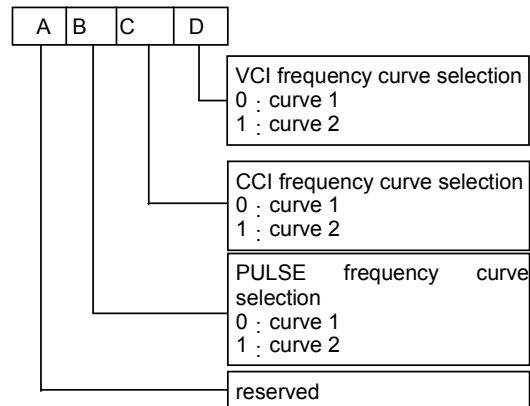 A B C D
VCI frequency curve selection
0 : curve 1
1 : curve 2
CCI frequency curve selection
0 : curve 1
1 : curve 2
PULSE frequency curve
selection
0 : curve 1
1 : curve 2
reserved